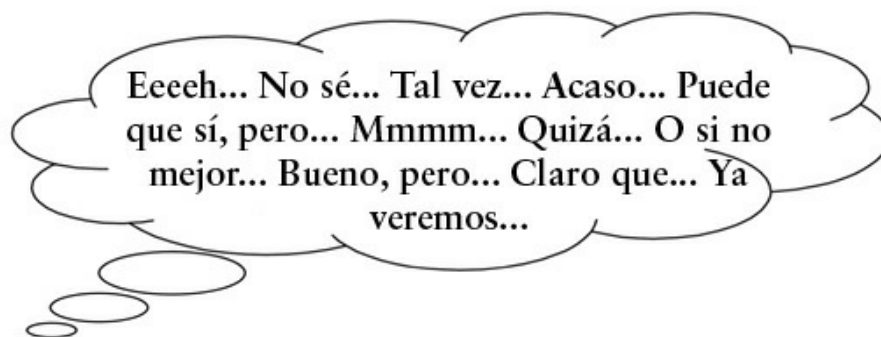 Eeeeh... No sé... Tal vez... Acaso... Puede
que sí, pero... Mmmm... Quizá... O si no
mejor... Bueno, pero... Claro que... Ya
veremos...